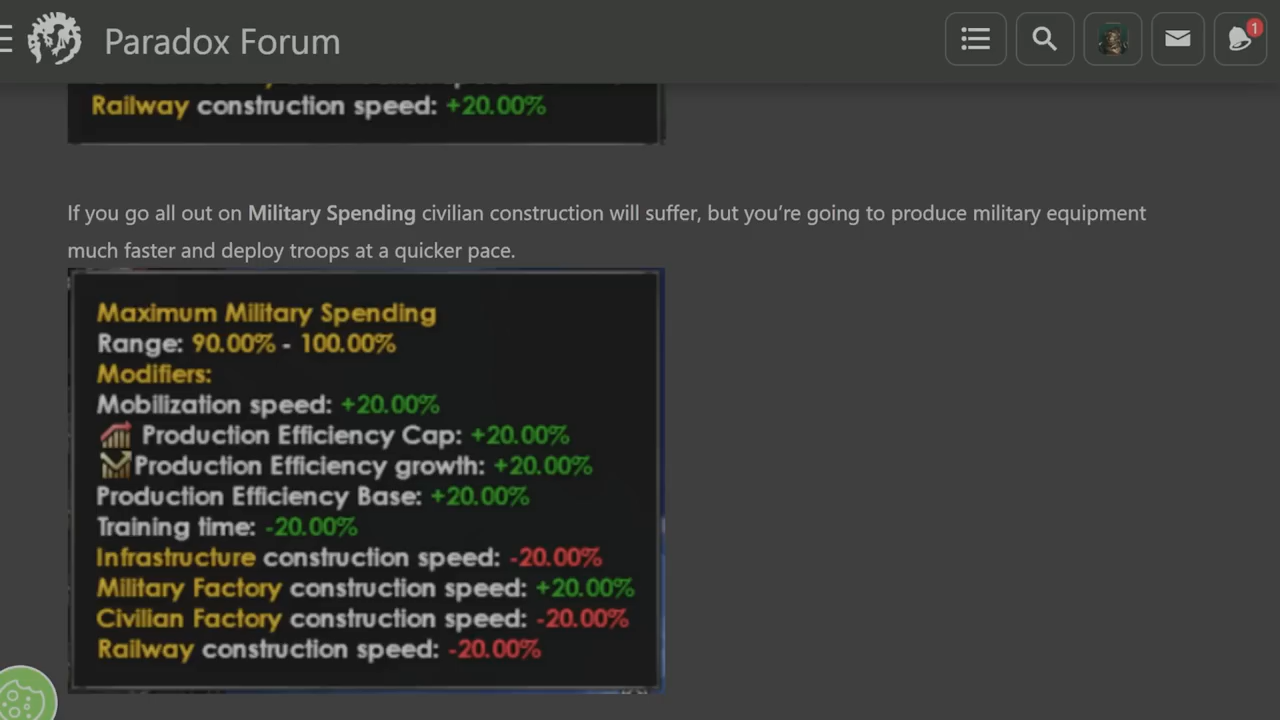 Paradox Forum
1
Railway construction speed: +20.00%
If you go all out on Military Spending civilian construction will suffer, but you’re going to produce military equipment
much faster and deploy troops at a quicker pace.
Maximum Military Spending
Range: 90.00% - 100.00%
Modifiers:
Mobilization speed: +20.00%
Production Efficiency Cap: +20.00%
Production Efficiency growth: +20.00%
Production Efficiency Base: +20.00%
Training time: -20.00%
Infrastructure construction speed: -20.00%
Military Factory construction speed: +20.00%
Civilian Factory construction speed: -20.00%
Railway construction speed: -20.00%